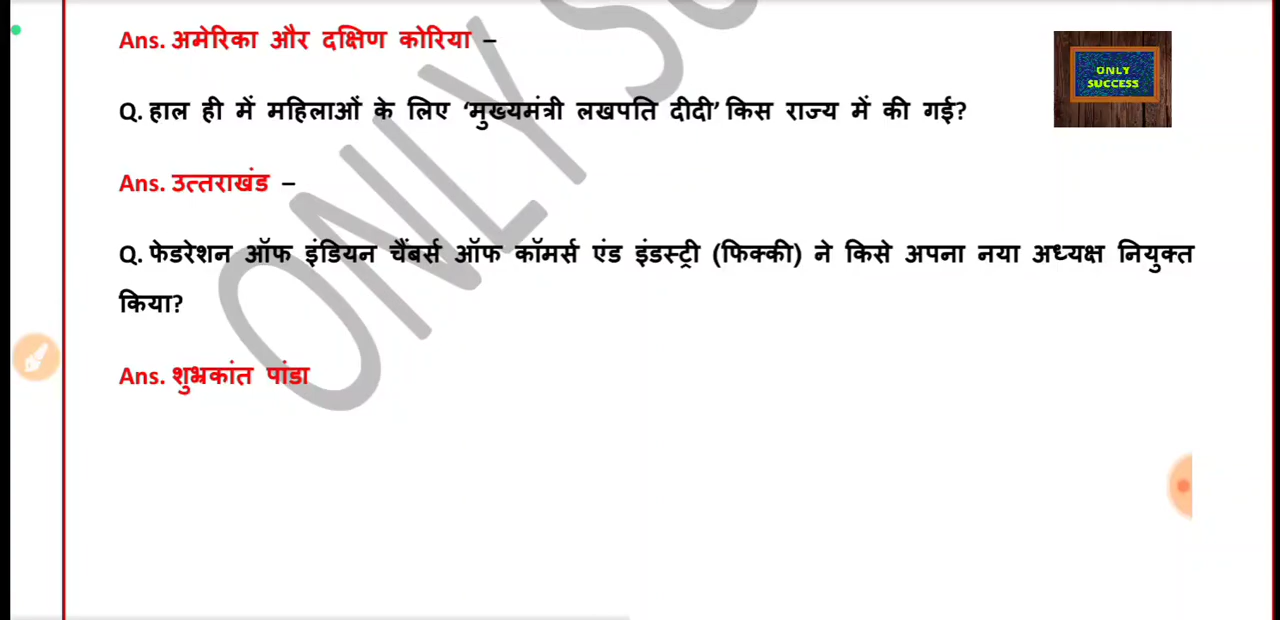 Ans. अमेरिका और दक्षिण कोरिया –
ONLY
SUCCESS
Q. हाल ही में महिलाओं के लिए ‘मुख्यमंत्री लखपति दीदी’ किस राज्य में की गई?
Ans. उत्तराखंड –
Q. फेडरेशन ऑफ इंडियन चैंबर्स ऑफ कॉमर्स एंड इंडस्ट्री (फिक्की) ने किसे अपना नया अध्यक्ष नियुक्त
किया?
Ans. शुभ्रकांत पांडा
ONLY